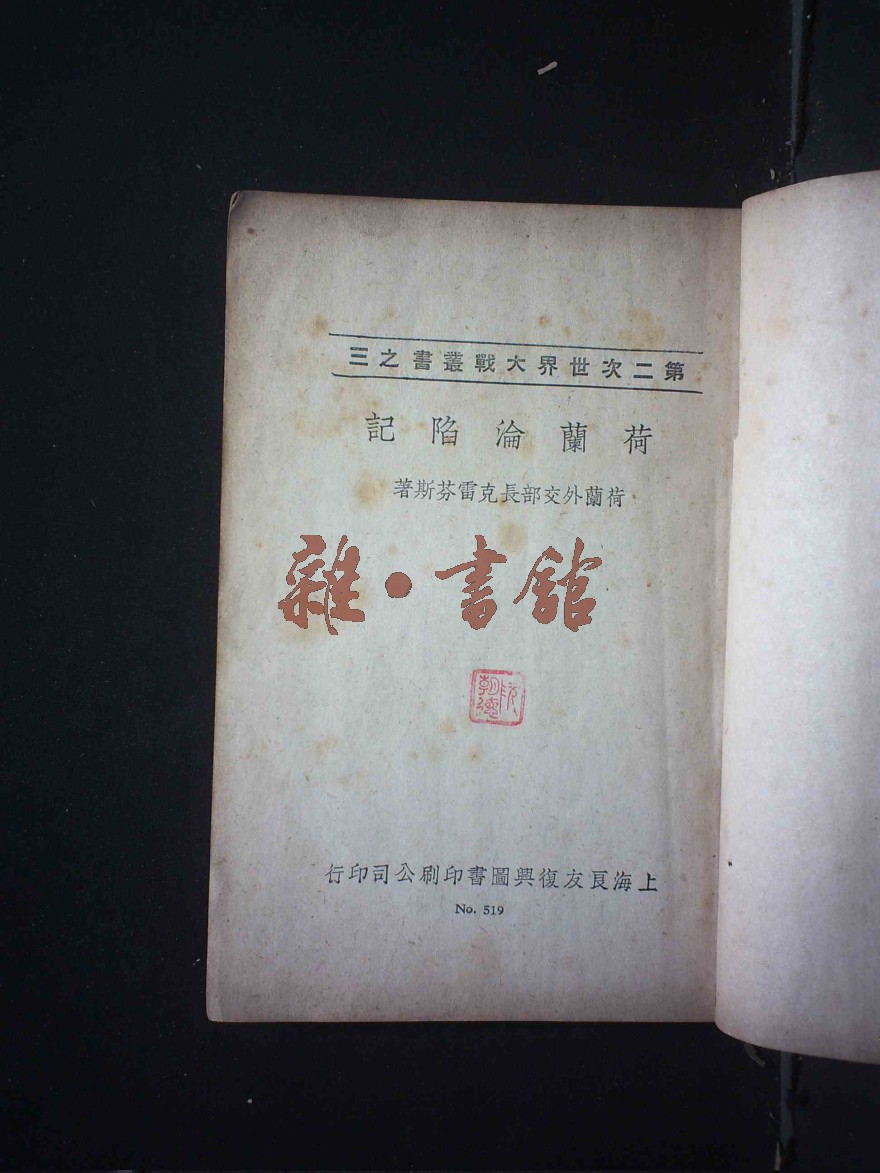 第二次世界大戰叢書之三
荷蘭淪陷記
荷蘭外交部長克雷芬斯著
雜·書館
上海良友復興圖書印刷公司印行
No. 519